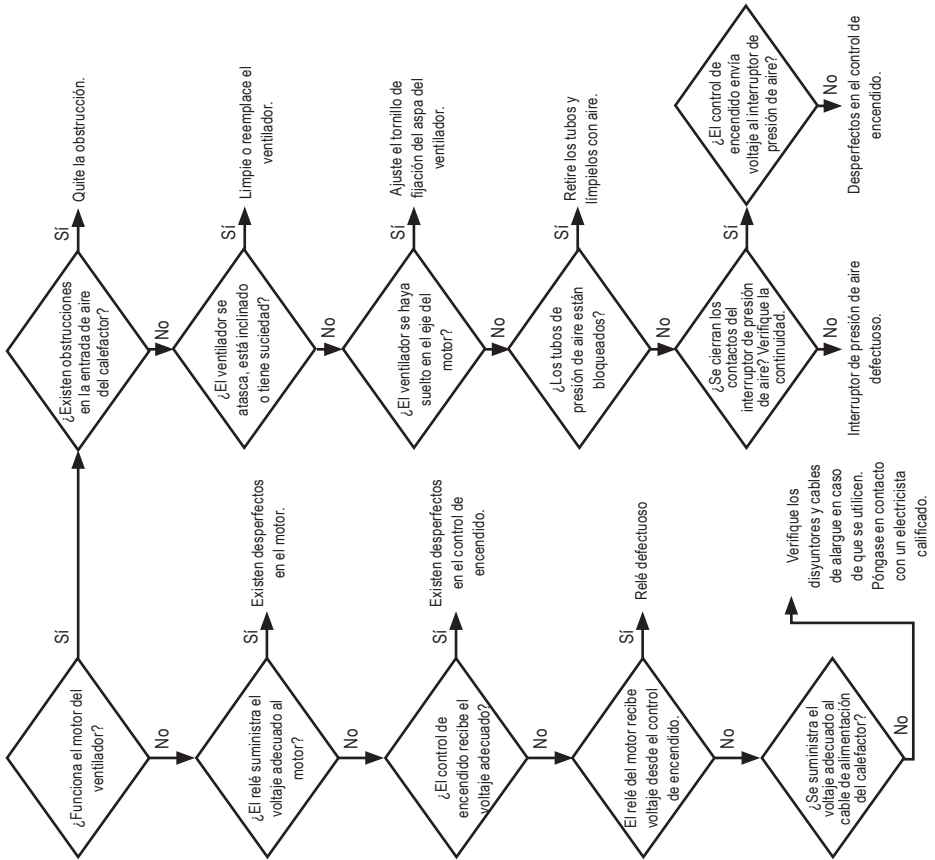 ¿Funciona el motor del
ventilador?
Sí
No
¿El relé suministra el
voltaje adecuado al
motor?
Sí
Existen desperfectos
en el motor.
No
¿El control de
encendido recibe el
voltaje adecuado?
Sí
Existen desperfectos
en el control de
encendido.
No
El relé del motor recibe
voltaje desde el control
de encendido.
Sí
Relé defectuoso
No
¿Se suministra el
voltaje adecuado al
cable de alimentación
del calefactor?
No
Verifique los
disyuntores y cables
de alargue en caso
de que se utilicen.
Póngase en contacto
con un electricista
calificado.
¿Existen obstrucciones
en la entrada de aire
del calefactor?
Sí
Quite la obstrucción.
No
¿El ventilador se
atasca, está inclinado
o tiene suciedad?
Sí
Limpie o reemplace el
ventilador.
No
¿El ventilador se haya
suelto en el eje del
motor?
Sí
Ajuste el tornillo de
fijación del aspa del
ventilador.
No
¿Los tubos de
presión de aire están
bloqueados?
Sí
Retire los tubos y
límpielos con aire.
No
¿Se cierran los
contactos del
interruptor de presión
de aire? Verifique la
continuidad.
Sí
No
Interruptor de presión de aire
defectuoso.
¿El control de
encendido envía
voltaje al interruptor de
presión de aire?
No
Desperfectos en el control de
encendido.